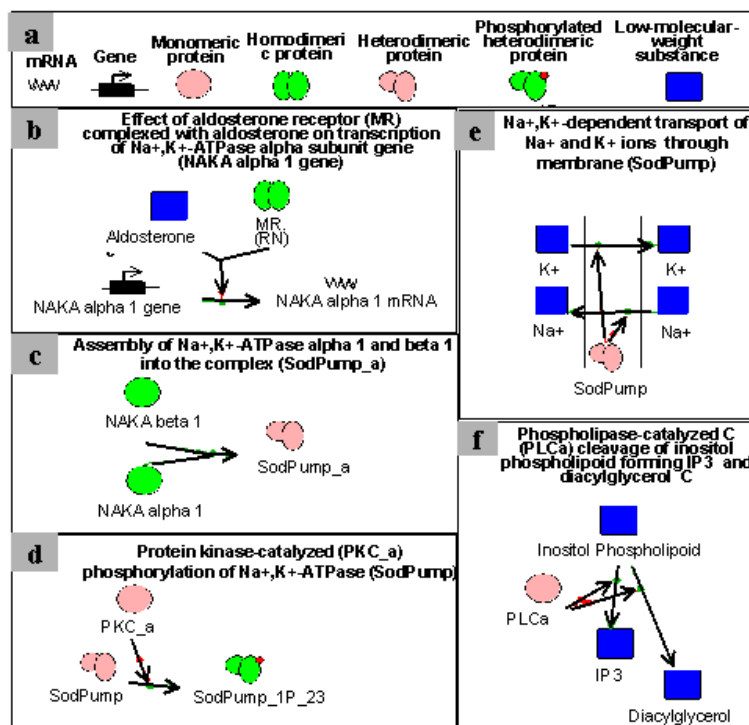 a
mRNA
Gene
Monomeric
protein
Homodimeri
c protein
Heterodimeric
protein
Phosphorylated
heterodimeric
protein
Low-molecular-
weight
substance
b
Effect of aldosterone receptor (MR)
complexed with aldosterone on transcription
of Na+,K+-ATPase alpha subunit gene
(NAKA alpha 1 gene)
Aldosterone
MR.
(RN)
NAKA alpha 1 gene
NAKA alpha 1 mRNA
c
Assembly of Na+,K+-ATPase alpha 1 and beta 1
into the complex (SodPump_a)
NAKA beta 1
SodPump_a
NAKA alpha 1
d
Protein kinase-catalyzed (PKC_a)
phosphorylation of Na+,K+-ATPase (SodPump)
PKC_a
SodPump
SodPump_1P_23
e
Na+,K+-dependent transport of
Na+ and K+ ions through
membrane (SodPump)
K+
K+
Na+
Na+
SodPump
f
Phospholipase-catalyzed C
(PLCa) cleavage of inositol
phospholipoid forming IP3 and
diacylglycerol C
Inositol Phospholipoid
PLCa
IP3
Diacylglycerol